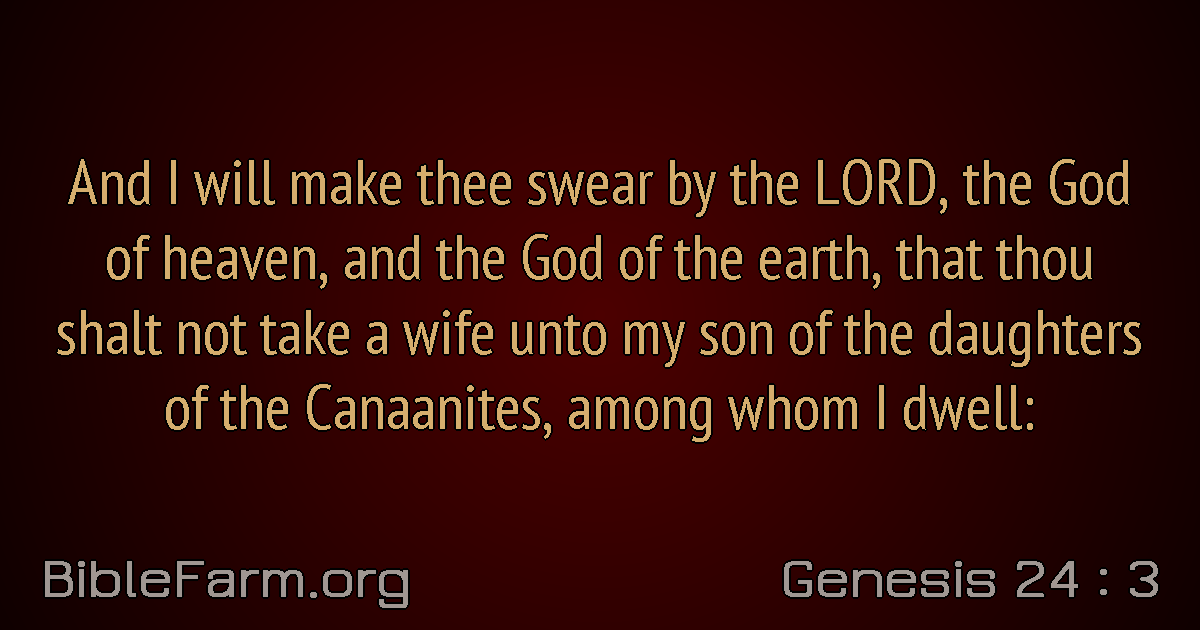 And I will make thee swear by the LORD, the God
of heaven, and the God of the earth, that thou
shalt not take a wife unto my son of the daughters
of the Canaanites, among whom I dwell:
BibleFarm.org
Genesis 24 : 3